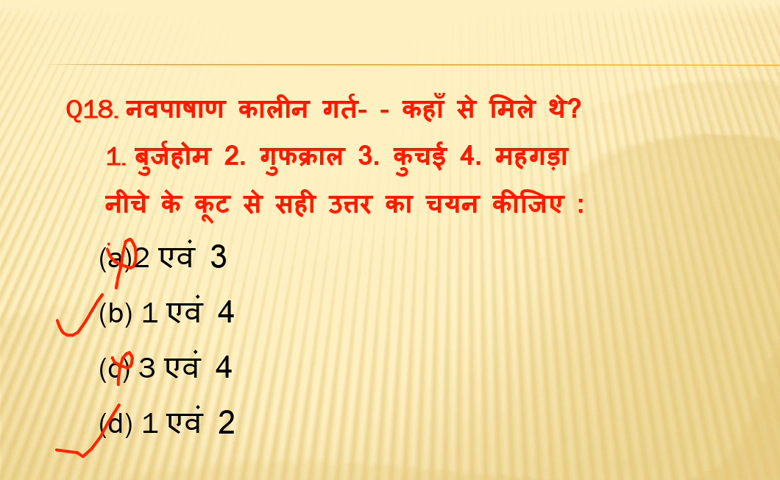 Q18. नवपाषाण कालीन गर्त- - कहाँ से मिले थे?
1. बुर्जहोम 2. गुफक्राल 3. कुचई 4. महगड़ा
नीचे के कूट से सही उत्तर का चयन कीजिए :
(a)2 एवं 3
(b) 1 एवं 4
(c) 3 एवं 4
(d) 1 एवं 2